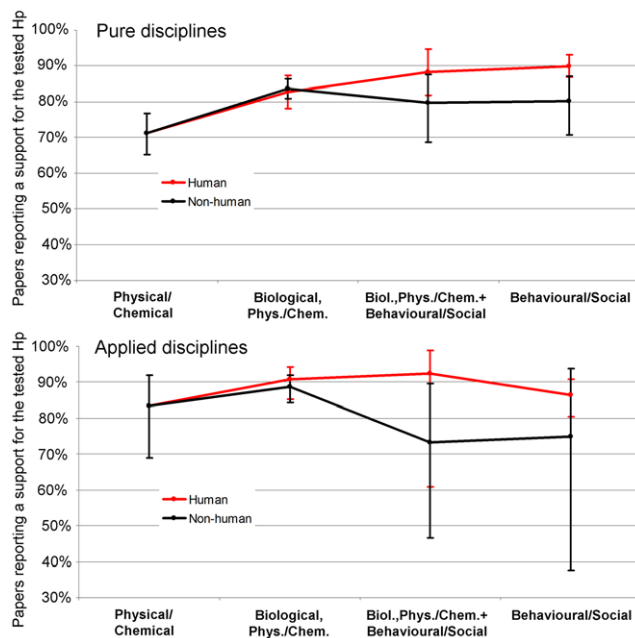 Papers reporting a support for the tested Hp
100%
90%
80%
70%
60%
50%
40%
30%
Pure disciplines
Human
Non-human
Physical/
Chemical
Biological,
Phys./Chem.
Biol.,Phys./Chem.+
Behavioural/Social
Behavioural/Social
Papers reporting a support for the tested Hp
100%
90%
80%
70%
60%
50%
40%
30%
Applied disciplines
Human
Non-human
Physical/
Chemical
Biological,
Phys./Chem.
Biol.,Phys./Chem.+
Behavioural/Social
Behavioural/Social